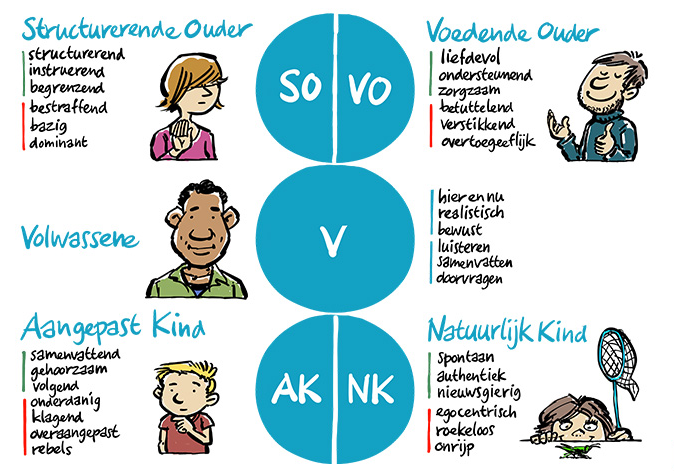 Structurerende Ouder
structurerend
instruerend
begrenzend
bestraffend
bazig
dominant
SO
VO
Voedende Ouder
liefdevol
ondersteunend
zorgzaam
betuttelend
verstikkend
overtoegeeflijk
Volwassene
V
hier en nu
realistisch
bewust
luisteren
samenvatten
doorvragen
Aangepast Kind
samenvattend
gehoorzaam
volgend
onderdanig
klagend
overaangepast
rebels
AK
NK
Natuurlijk Kind
spontaan
authentiek
nieuwsgierig
egocentrisch
roekeloos
onrijp